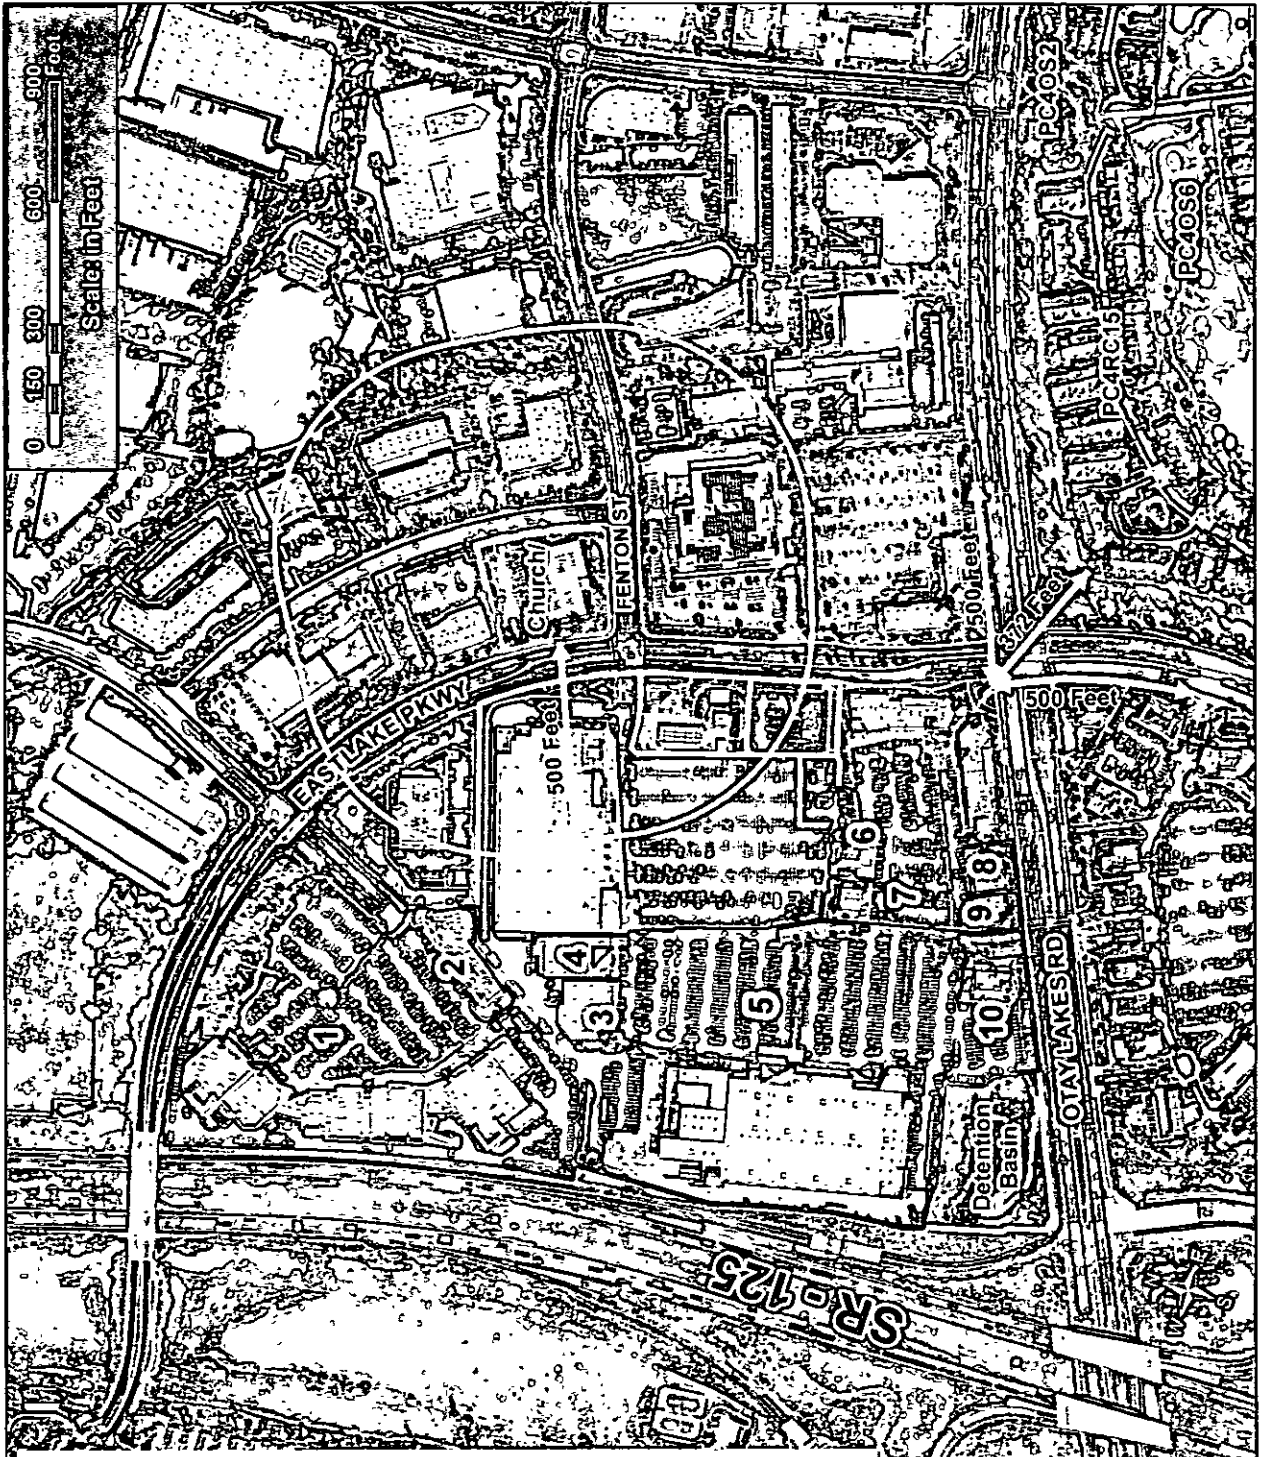 0 150 300 600 900
Feet
Scale In Feet
PC4OS2
PC4OS6
PC4RC15
EASTLAKE PKWY
FENTON ST
Church
500 Feet
500 Feet
372 Feet
500 Feet
1
2
3
4
5
6
7
8
9
10
Detention
Basin
OTAY LAKES RD
SR - 125